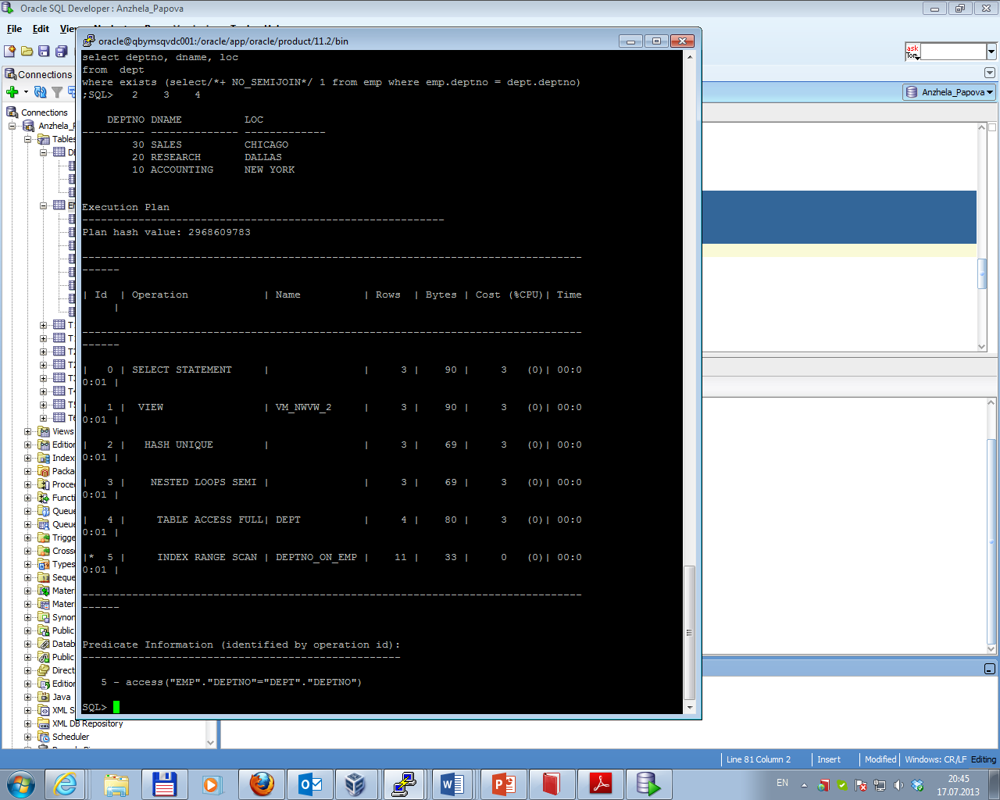 Oracle SQL Developer : Anzhela_Papova
File Edit
oracle@qbymsqvdc001:/oracle/app/oracle/product/11.2/bin
select deptno, dname, loc
from  dept
where exists (select/*+ NO_SEMIJOIN*/ 1 from emp where emp.deptno = dept.deptno)
;SQL>   2    3    4
DEPTNO DNAME          LOC
---------- -------------- -------------
30 SALES          CHICAGO
20 RESEARCH       DALLAS
10 ACCOUNTING     NEW YORK
Execution Plan
----------------------------------------------------------
Plan hash value: 2968609783
--------------------------------------------------------------------------------
------
| Id  | Operation            | Name          | Rows  | Bytes | Cost (%CPU)| Time
|
--------------------------------------------------------------------------------
------
|   0 | SELECT STATEMENT     |               |     3 |    90 |     3   (0)| 00:0
0:01 |
|   1 |  VIEW                | VM_NWVW_2     |     3 |    90 |     3   (0)| 00:0
0:01 |
|   2 |   HASH UNIQUE        |               |     3 |    69 |     3   (0)| 00:0
0:01 |
|   3 |    NESTED LOOPS SEMI |               |     3 |    69 |     3   (0)| 00:0
0:01 |
|   4 |     TABLE ACCESS FULL| DEPT          |     4 |    80 |     3   (0)| 00:0
0:01 |
|*  5 |     INDEX RANGE SCAN | DEPTNO_ON_EMP |    11 |    33 |     0   (0)| 00:0
0:01 |
--------------------------------------------------------------------------------
------
Predicate Information (identified by operation id):
---------------------------------------------------
5 - access("EMP"."DEPTNO"="DEPT"."DEPTNO")
SQL>
ask
Tom
Anzhela_Papova
Connections
Connections
Anzhela_P
Tables
DE
EM
T
T
T
T
T
T
T
T
Views
Edition
Index
Packa
Proce
Functi
Queue
Queue
Trigge
Crosse
Types
Seque
Mater
Mater
Synon
Public
Datab
Public
Direct
Edition
Java
XML S
XML DB Repository
Scheduler
Line 81 Column 2 Insert Modified Windows: CR/LF Editing
EN
20:45
17.07.2013